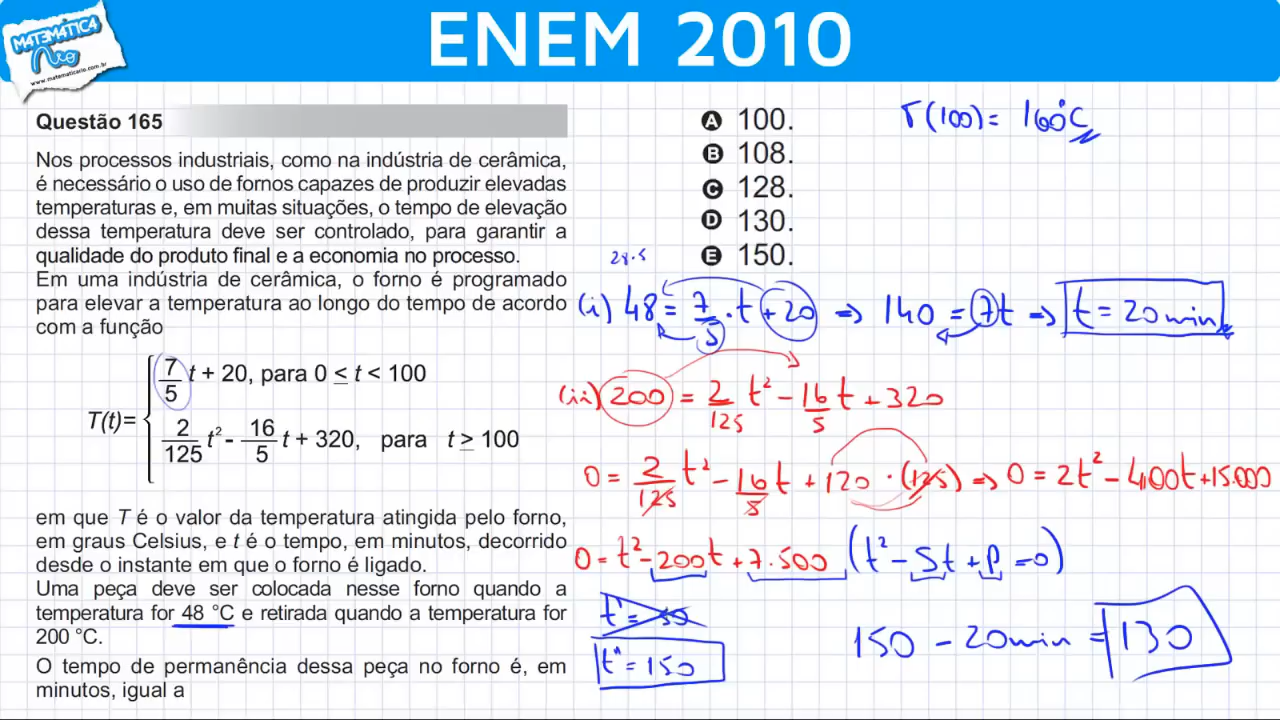 ENEM 2010
MATEMÁTICA
Rio
www.matematicario.com.br
Questão 165
Nos processos industriais, como na indústria de cerâmica,
é necessário o uso de fornos capazes de produzir elevadas
temperaturas e, em muitas situações, o tempo de elevação
dessa temperatura deve ser controlado, para garantir a
qualidade do produto final e a economia no processo.
Em uma indústria de cerâmica, o forno é programado
para elevar a temperatura ao longo do tempo de acordo
com a função
T(t)=
7/5 t + 20, para 0 ≤ t < 100
2/125 t² - 16/5 t + 320, para t ≥ 100
em que T é o valor da temperatura atingida pelo forno,
em graus Celsius, e t é o tempo, em minutos, decorrido
desde o instante em que o forno é ligado.
Uma peça deve ser colocada nesse forno quando a
temperatura for 48 °C e retirada quando a temperatura for
200 °C.
O tempo de permanência dessa peça no forno é, em
minutos, igual a
A 100.
B 108.
C 128.
D 130.
E 150.
T(100) = 160°C
28.5
(i) 48 = 7/5 . t + 20 => 140 = 7t => t = 20 min
(ii) 200 = 2/125 t² - 16/5 t + 320
0 = 2/125 t² - 16/5 t + 120 · (125) => 0 = 2t² - 400t + 15.000
0 = t² - 200t + 7.500 (t² - St + P = 0)
t' = 50
t" = 150
150 - 20 min = 130